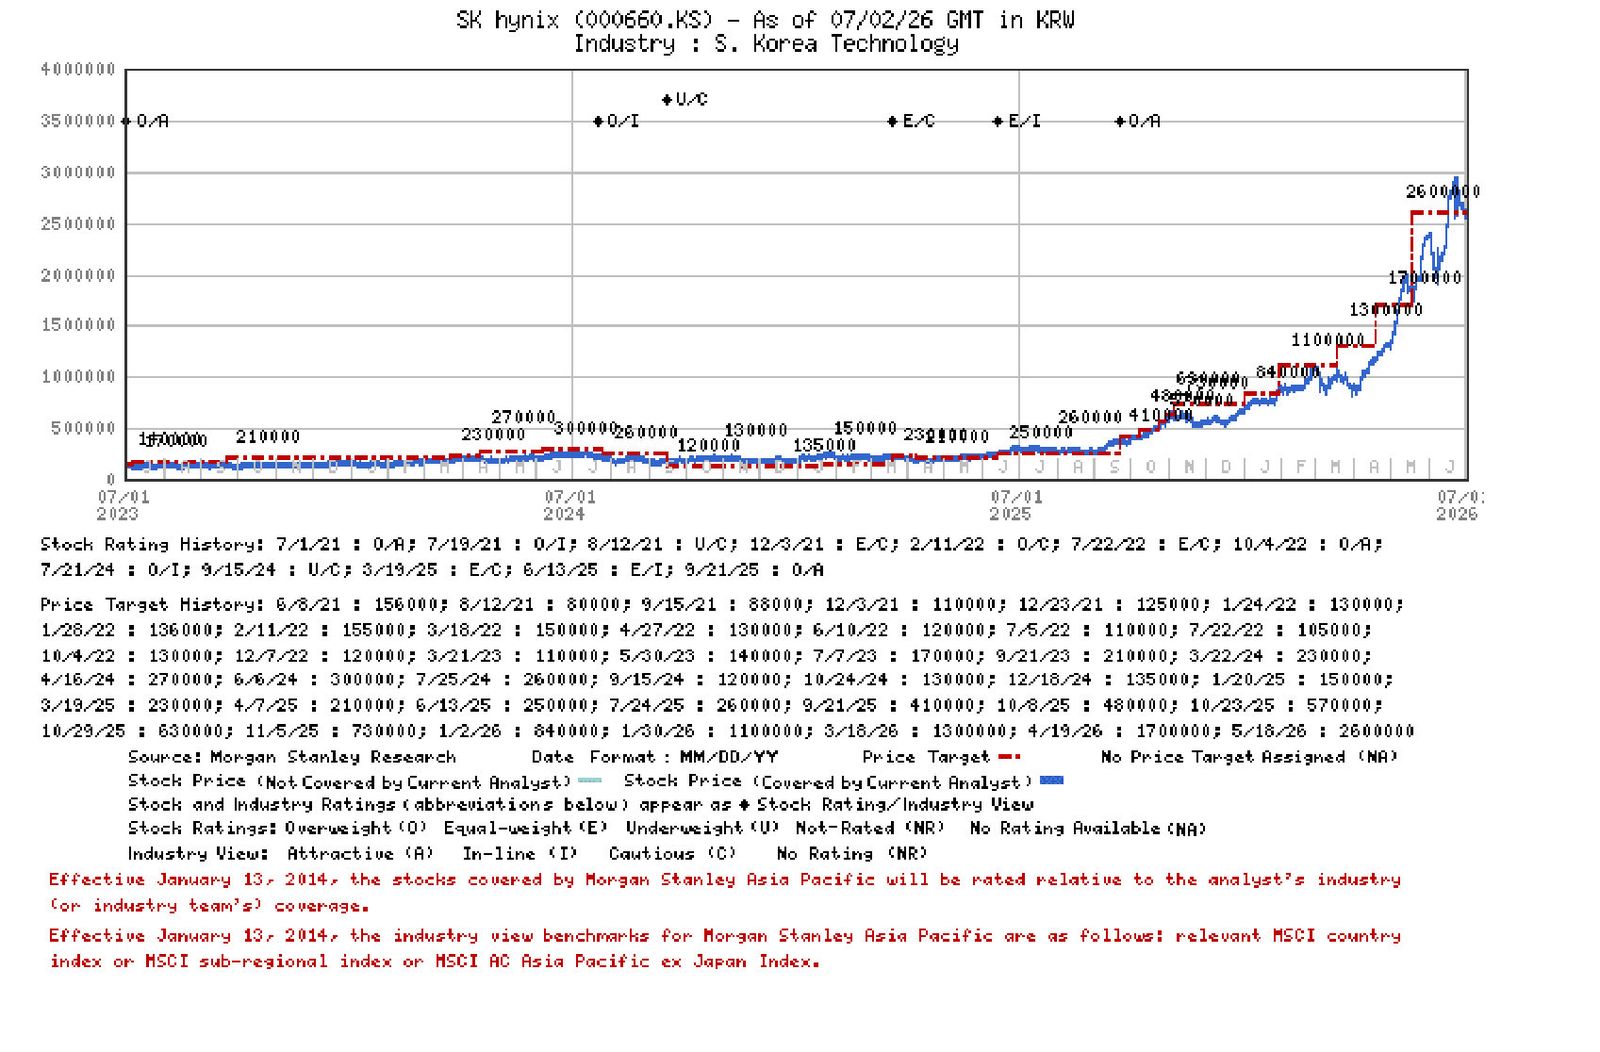 SK hynix (000660.KS) - As of 07/02/26 GMT in KRW
Industry : S. Korea Technology
4000000
3500000
3000000
2500000
2000000
1500000
1000000
500000
0
O/A
O/I
U/C
E/C
E/I
O/A
170000
210000
230000
270000
300000
260000
120000
130000
135000
150000
250000
260000
410000
840000
1100000
1300000
1700000
2600000
J A S O N D J F M A M J
07/01
2023
07/01
2024
07/01
2025
2026
Stock Rating History: 7/1/21 : O/A; 7/19/21 : O/I; 8/12/21 : U/C; 12/3/21 : E/C; 2/11/22 : O/C; 7/22/22 : E/C; 10/4/22 : O/A;
7/21/24 : O/I; 9/15/24 : U/C; 3/19/25 : E/C; 6/13/25 : E/I; 9/21/25 : O/A
Price Target History: 6/8/21 : 156000; 8/12/21 : 80000; 9/15/21 : 88000; 12/3/21 : 110000; 12/23/21 : 125000; 1/24/22 : 130000;
1/28/22 : 136000; 2/11/22 : 155000; 3/18/22 : 150000; 4/27/22 : 130000; 6/10/22 : 120000; 7/5/22 : 110000; 7/22/22 : 105000;
10/4/22 : 130000; 12/7/22 : 120000; 3/21/23 : 110000; 5/30/23 : 140000; 7/7/23 : 170000; 9/21/23 : 210000; 3/22/24 : 230000;
4/16/24 : 270000; 6/6/24 : 300000; 7/25/24 : 260000; 9/15/24 : 120000; 10/24/24 : 130000; 12/18/24 : 135000; 1/20/25 : 150000;
3/19/25 : 230000; 4/7/25 : 210000; 6/13/25 : 250000; 7/24/25 : 260000; 9/21/25 : 410000; 10/8/25 : 480000; 10/23/25 : 570000;
10/29/25 : 630000; 11/5/25 : 730000; 1/2/26 : 840000; 1/30/26 : 1100000; 3/18/26 : 1300000; 4/19/26 : 1700000; 5/18/26 : 2600000
Source: Morgan Stanley Research Date Format : MM/DD/YY Price Target No Price Target Assigned (NA)
Stock Price (Not Covered by Current Analyst) Stock Price (Covered by Current Analyst)
Stock and Industry Ratings (abbreviations below) appear as ♦ Stock Rating/Industry View
Stock Ratings: Overweight (O) Equal-weight (E) Underweight (U) Not-Rated (NR) No Rating Available (NA)
Industry View: Attractive (A) In-line (I) Cautious (C) No Rating (NR)
Effective January 13, 2014, the stocks covered by Morgan Stanley Asia Pacific will be rated relative to the analyst's industry
(or industry team's) coverage.
Effective January 13, 2014, the industry view benchmarks for Morgan Stanley Asia Pacific are as follows: relevant MSCI country
index or MSCI sub-regional index or MSCI AC Asia Pacific ex Japan Index.